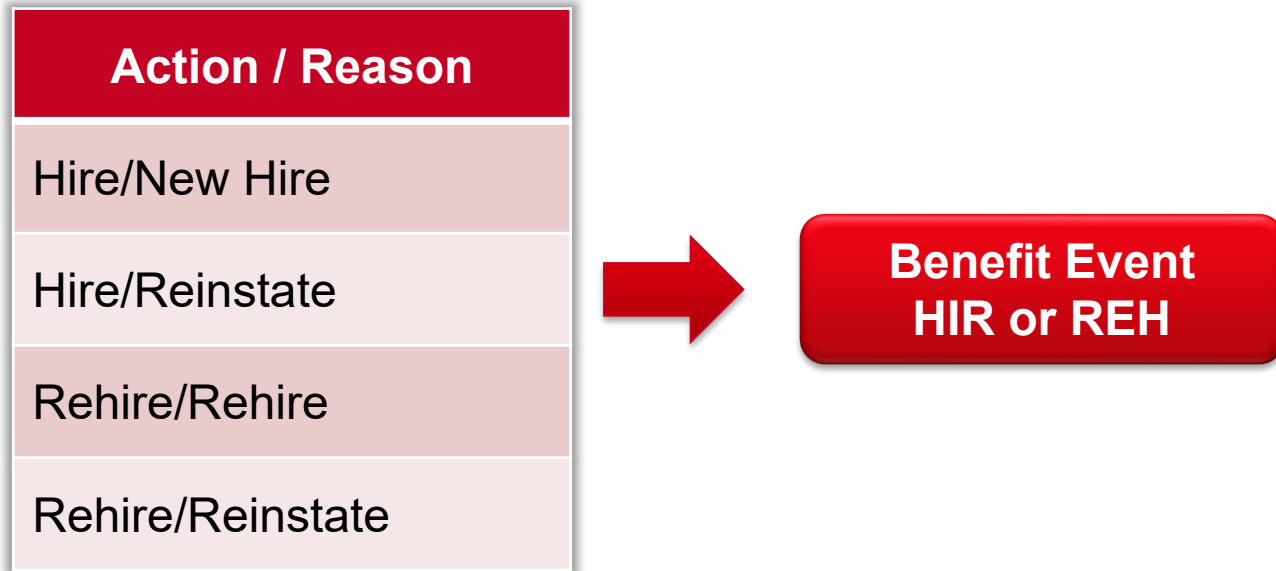 Action / Reason
Hire/New Hire
Hire/Reinstate
Rehire/Rehire
Rehire/Reinstate
Benefit Event
HIR or REH